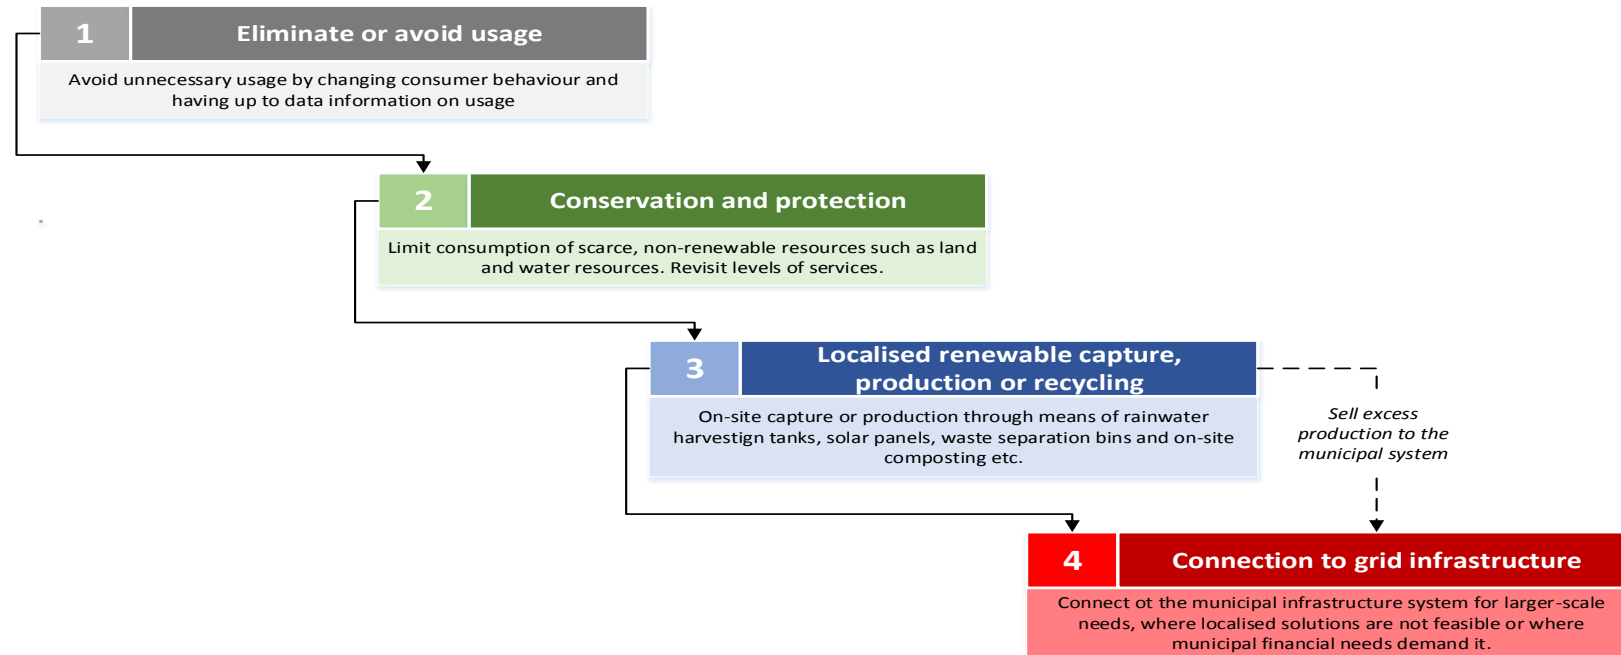 1
Eliminate or avoid usage
Avoid unnecessary usage by changing consumer behaviour and
having up to data information on usage
2
Conservation and protection
Limit consumption of scarce, non-renewable resources such as land
and water resources. Revisit levels of services.
3
Localised renewable capture,
production or recycling
On-site capture or production through means of rainwater
harvestign tanks, solar panels, waste separation bins and on-site
composting etc.
Sell excess
production to the
municipal system
4
Connection to grid infrastructure
Connect ot the municipal infrastructure system for larger-scale
needs, where localised solutions are not feasible or where
municipal financial needs demand it.